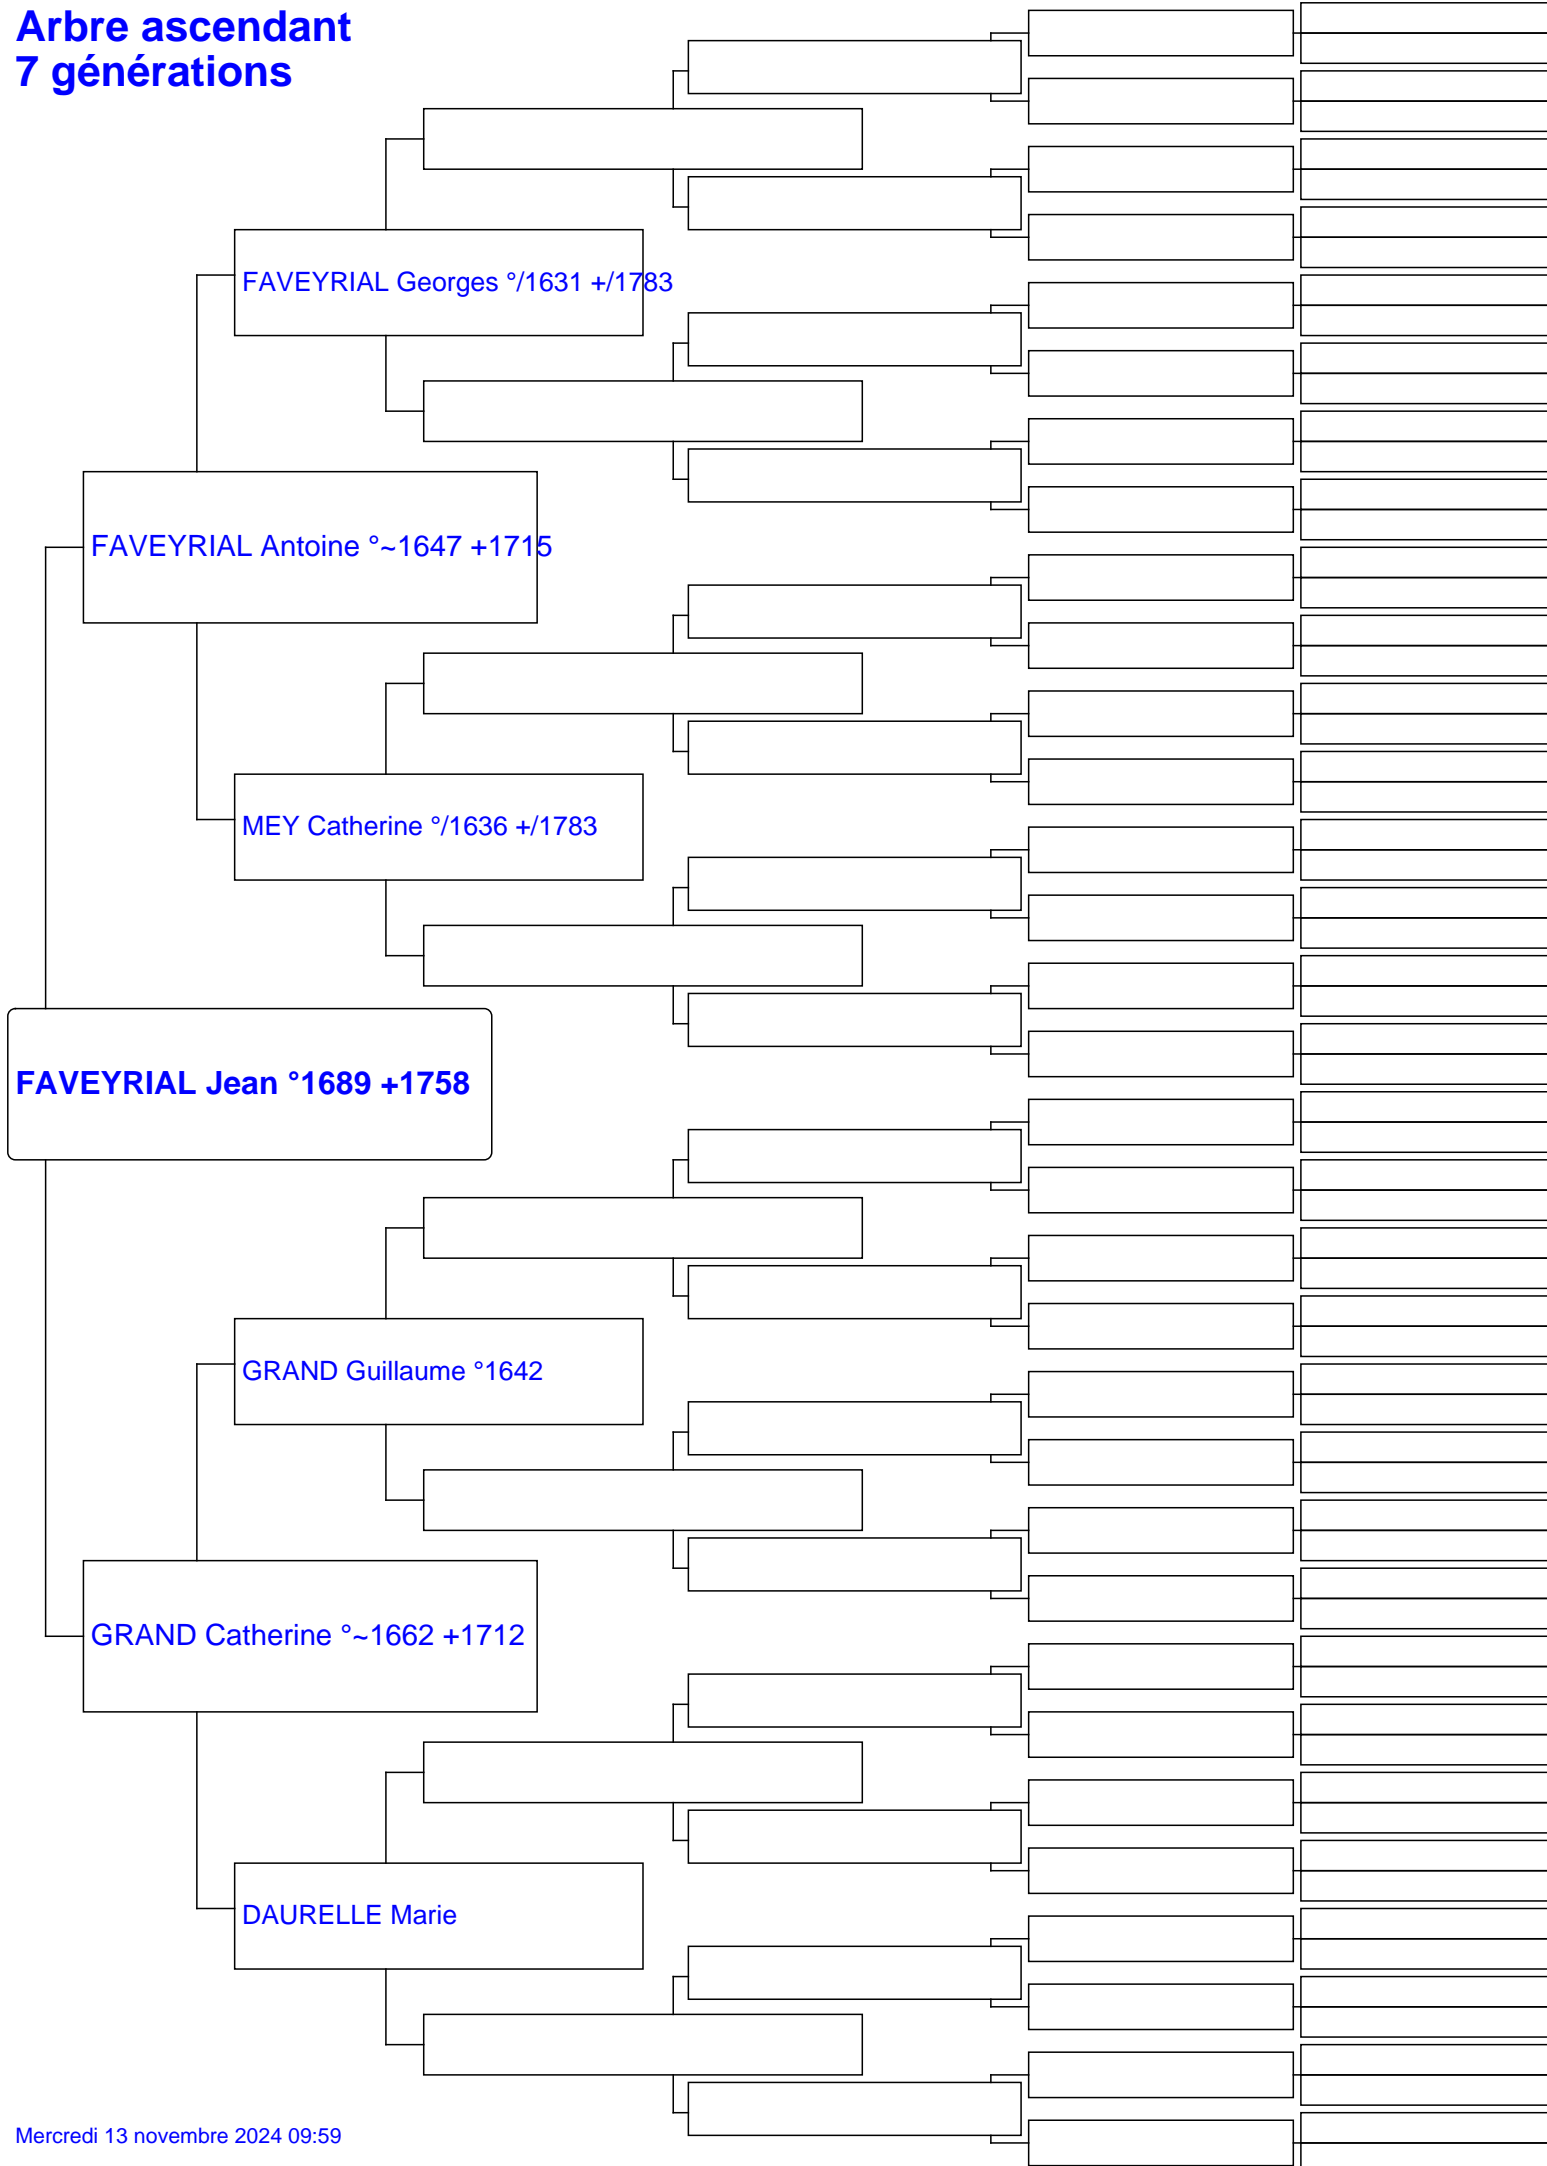 Arbre ascendant
7 générations
FAVEYRIAL Georges °/1631 +/1783
FAVEYRIAL Antoine °~1647 +1715
MEY Catherine °/1636 +/1783
FAVEYRIAL Jean °1689 +1758
GRAND Guillaume °1642
GRAND Catherine °~1662 +1712
DAURELLE Marie
Mercredi 13 novembre 2024 09:59